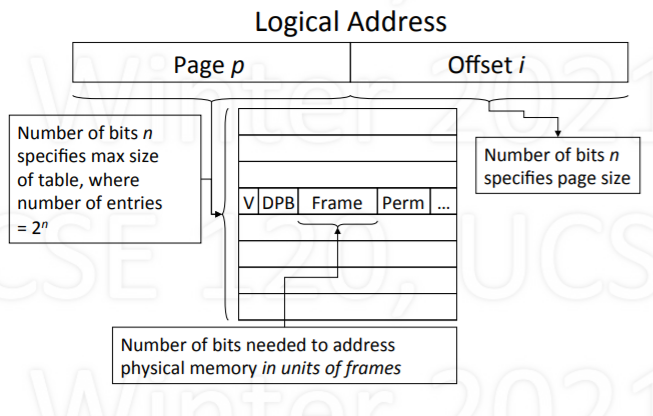 Logical Address
Page p
Offset i
Number of bits n
specifies max size
of table, where
number of entries
= 2ⁿ
Number of bits n
specifies page size
V DPB Frame Perm ...
Number of bits needed to address
physical memory in units of frames
Winter 2021
CSE 120, UCS
Winter 2021